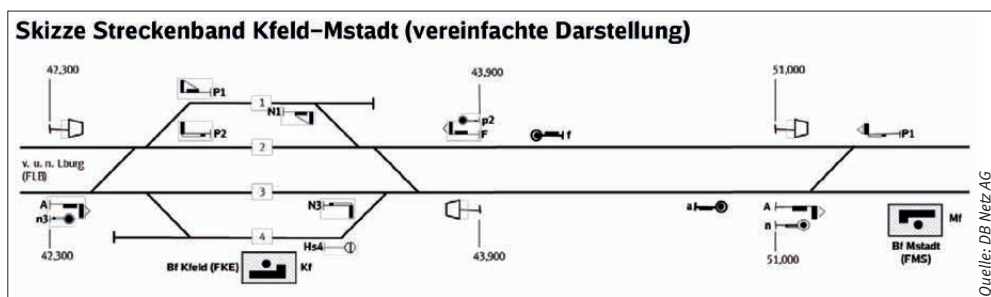 Skizze Streckenband Kfeld–Mstadt (vereinfachte Darstellung)
42,300
43,900
51,000
P1
1
N1
P2
2
p2
F
f
P1
v. u. n. Lburg
(FLB)
3
A
n3
N3
a
A
n
Mf
4
Hs4
42,300
Bf Kfeld (FKE)
Kf
43,900
51,000
Bf Mstadt
(FMS)
Quelle: DB Netz AG